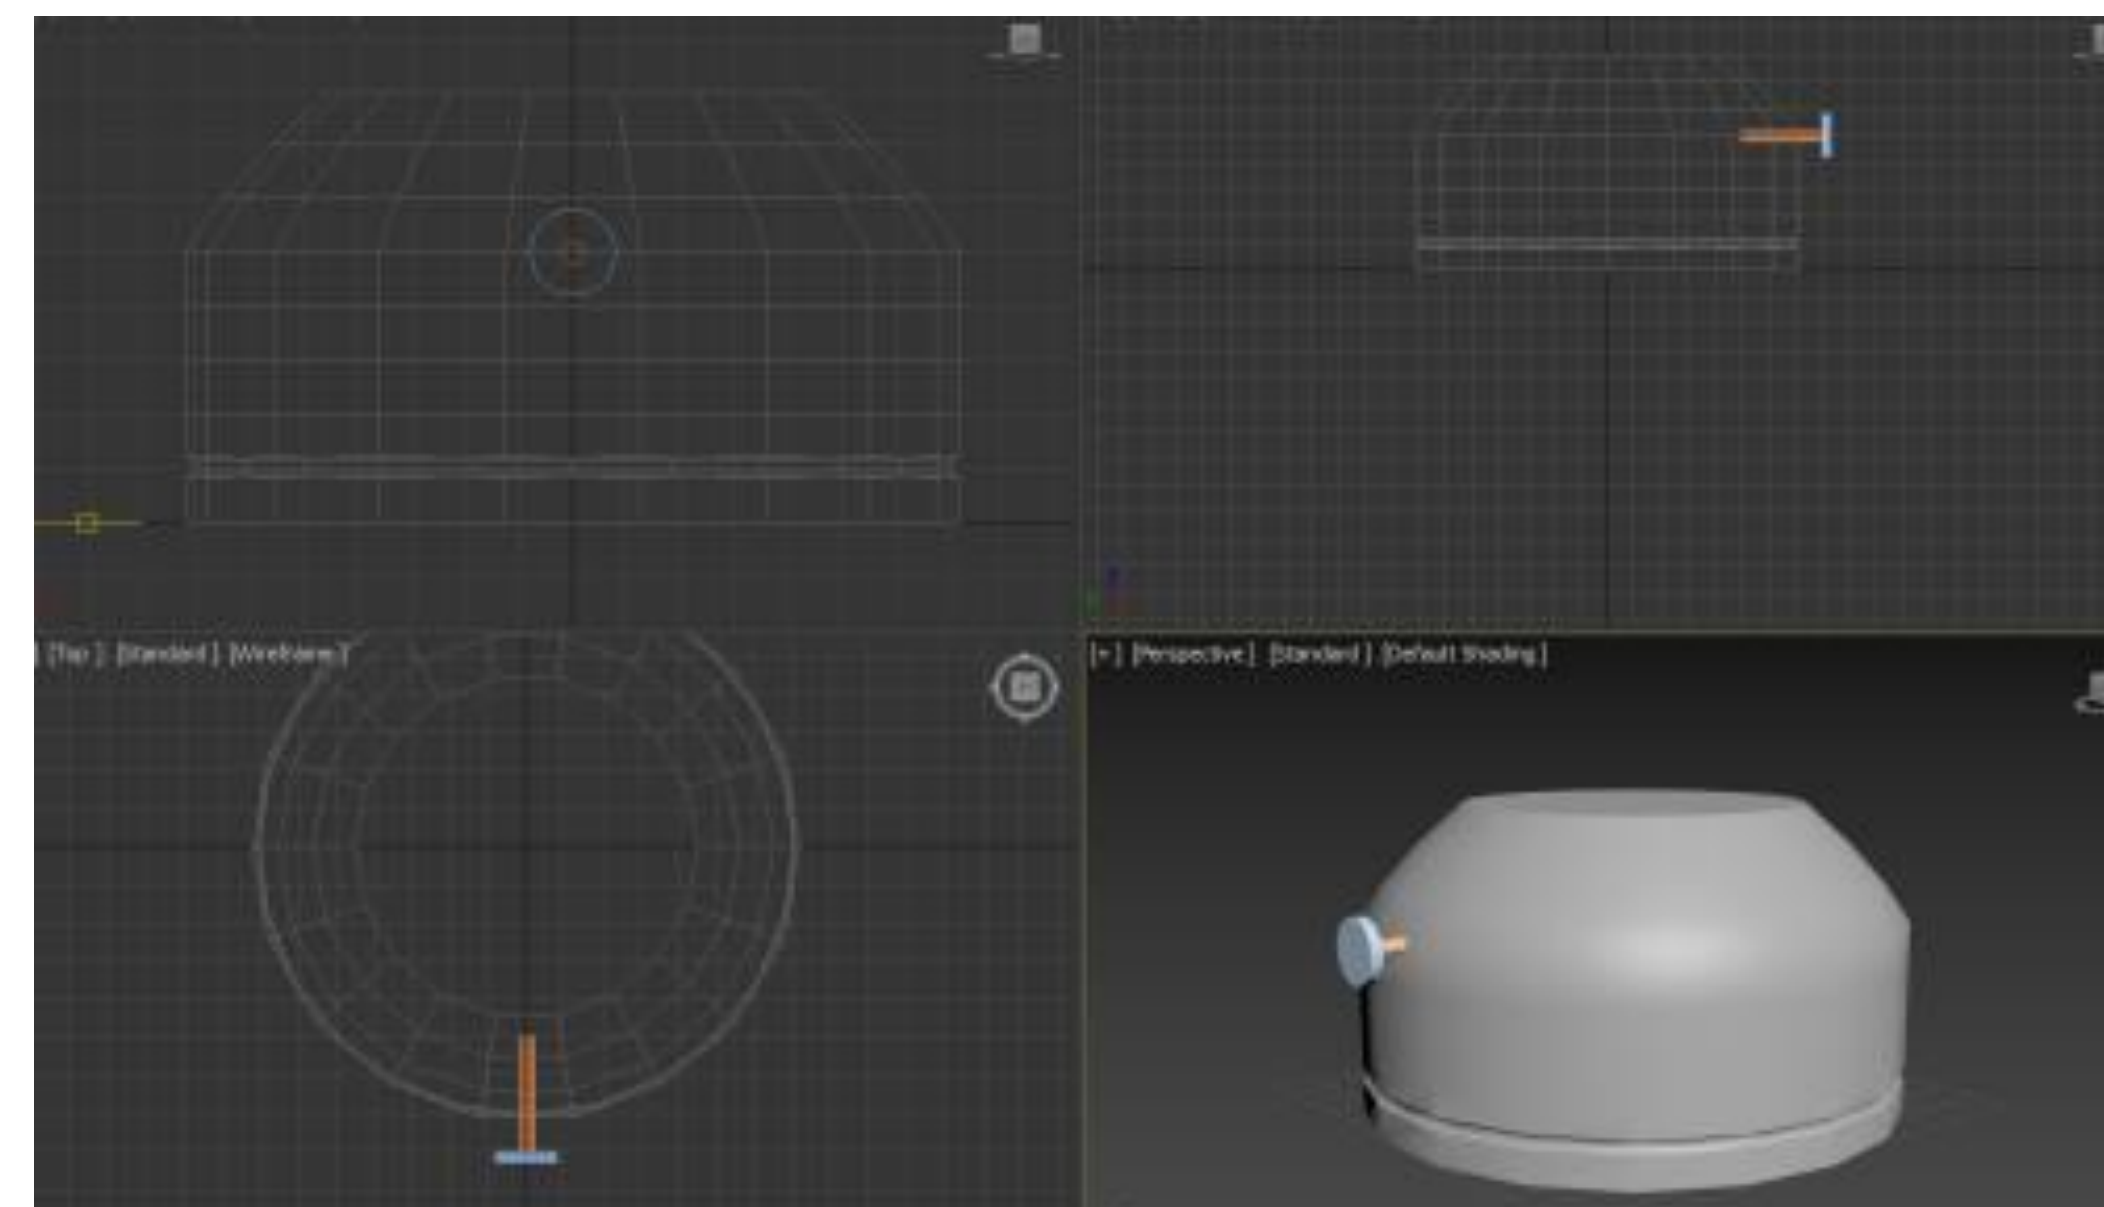 [Top ] [Standard ] [Wireframe ]
[+] [Perspective ] [Standard ] [Default Shading ]